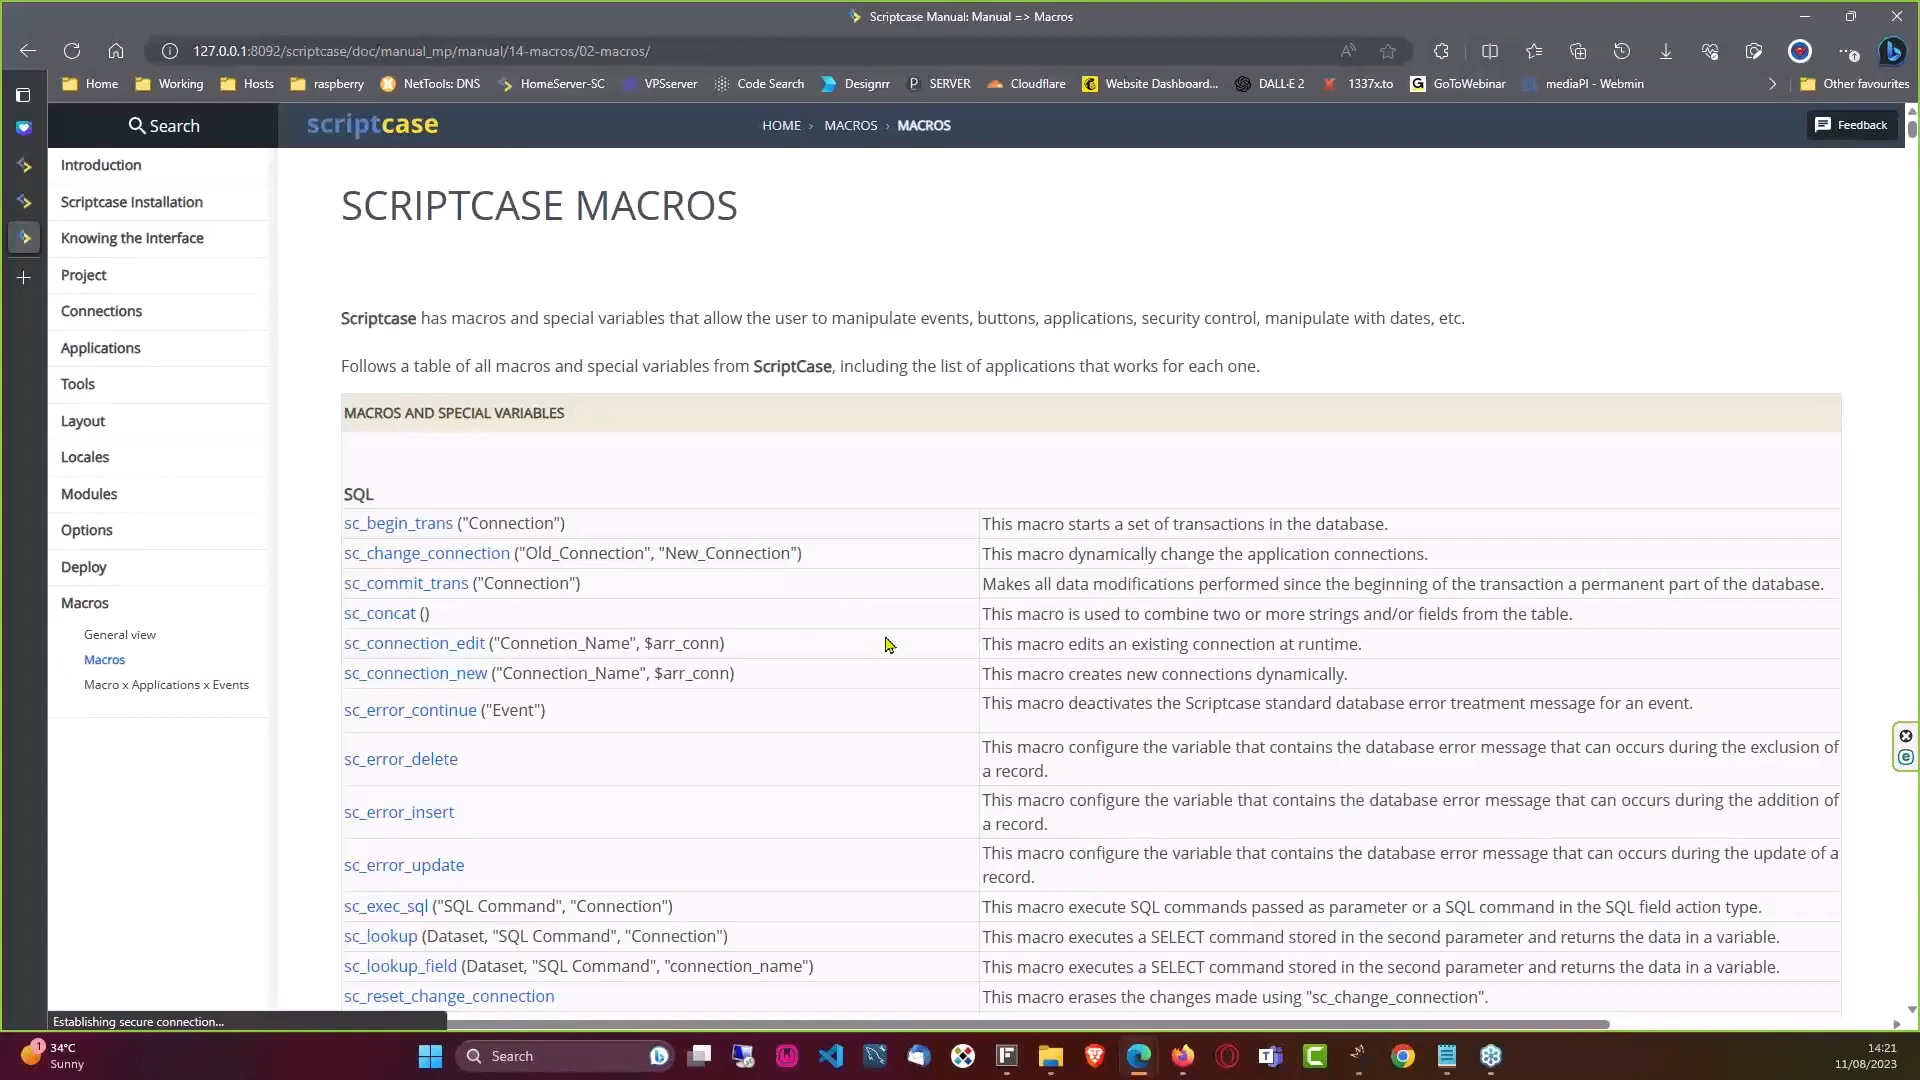 Scriptcase Manual: Manual => Macros
127.0.0.1:8092/scriptcase/doc/manual_mp/manual/14-macros/02-macros/
Home Working Hosts raspberry NetTools: DNS HomeServer-SC VPSserver Code Search Designrr SERVER Cloudflare Website Dashboard... DALL·E 2 1337x.to GoToWebinar mediaPI - Webmin Other favourites
Search
scriptcase
HOME › MACROS › MACROS
Feedback
Introduction
Scriptcase Installation
Knowing the Interface
Project
Connections
Applications
Tools
Layout
Locales
Modules
Options
Deploy
Macros
General view
Macros
Macro x Applications x Events
SCRIPTCASE MACROS
Scriptcase has macros and special variables that allow the user to manipulate events, buttons, applications, security control, manipulate with dates, etc.
Follows a table of all macros and special variables from ScriptCase, including the list of applications that works for each one.
MACROS AND SPECIAL VARIABLES
SQL
sc_begin_trans ("Connection") This macro starts a set of transactions in the database.
sc_change_connection ("Old_Connection", "New_Connection") This macro dynamically change the application connections.
sc_commit_trans ("Connection") Makes all data modifications performed since the beginning of the transaction a permanent part of the database.
sc_concat () This macro is used to combine two or more strings and/or fields from the table.
sc_connection_edit ("Connetion_Name", $arr_conn) This macro edits an existing connection at runtime.
sc_connection_new ("Connection_Name", $arr_conn) This macro creates new connections dynamically.
sc_error_continue ("Event") This macro deactivates the Scriptcase standard database error treatment message for an event.
sc_error_delete This macro configure the variable that contains the database error message that can occurs during the exclusion of
a record.
sc_error_insert This macro configure the variable that contains the database error message that can occurs during the addition of
a record.
sc_error_update This macro configure the variable that contains the database error message that can occurs during the update of a
record.
sc_exec_sql ("SQL Command", "Connection") This macro execute SQL commands passed as parameter or a SQL command in the SQL field action type.
sc_lookup (Dataset, "SQL Command", "Connection") This macro executes a SELECT command stored in the second parameter and returns the data in a variable.
sc_lookup_field (Dataset, "SQL Command", "connection_name") This macro executes a SELECT command stored in the second parameter and returns the data in a variable.
sc_reset_change_connection This macro erases the changes made using "sc_change_connection".
Establishing secure connection...
1
34°C
Sunny
Search
14:21
11/08/2023